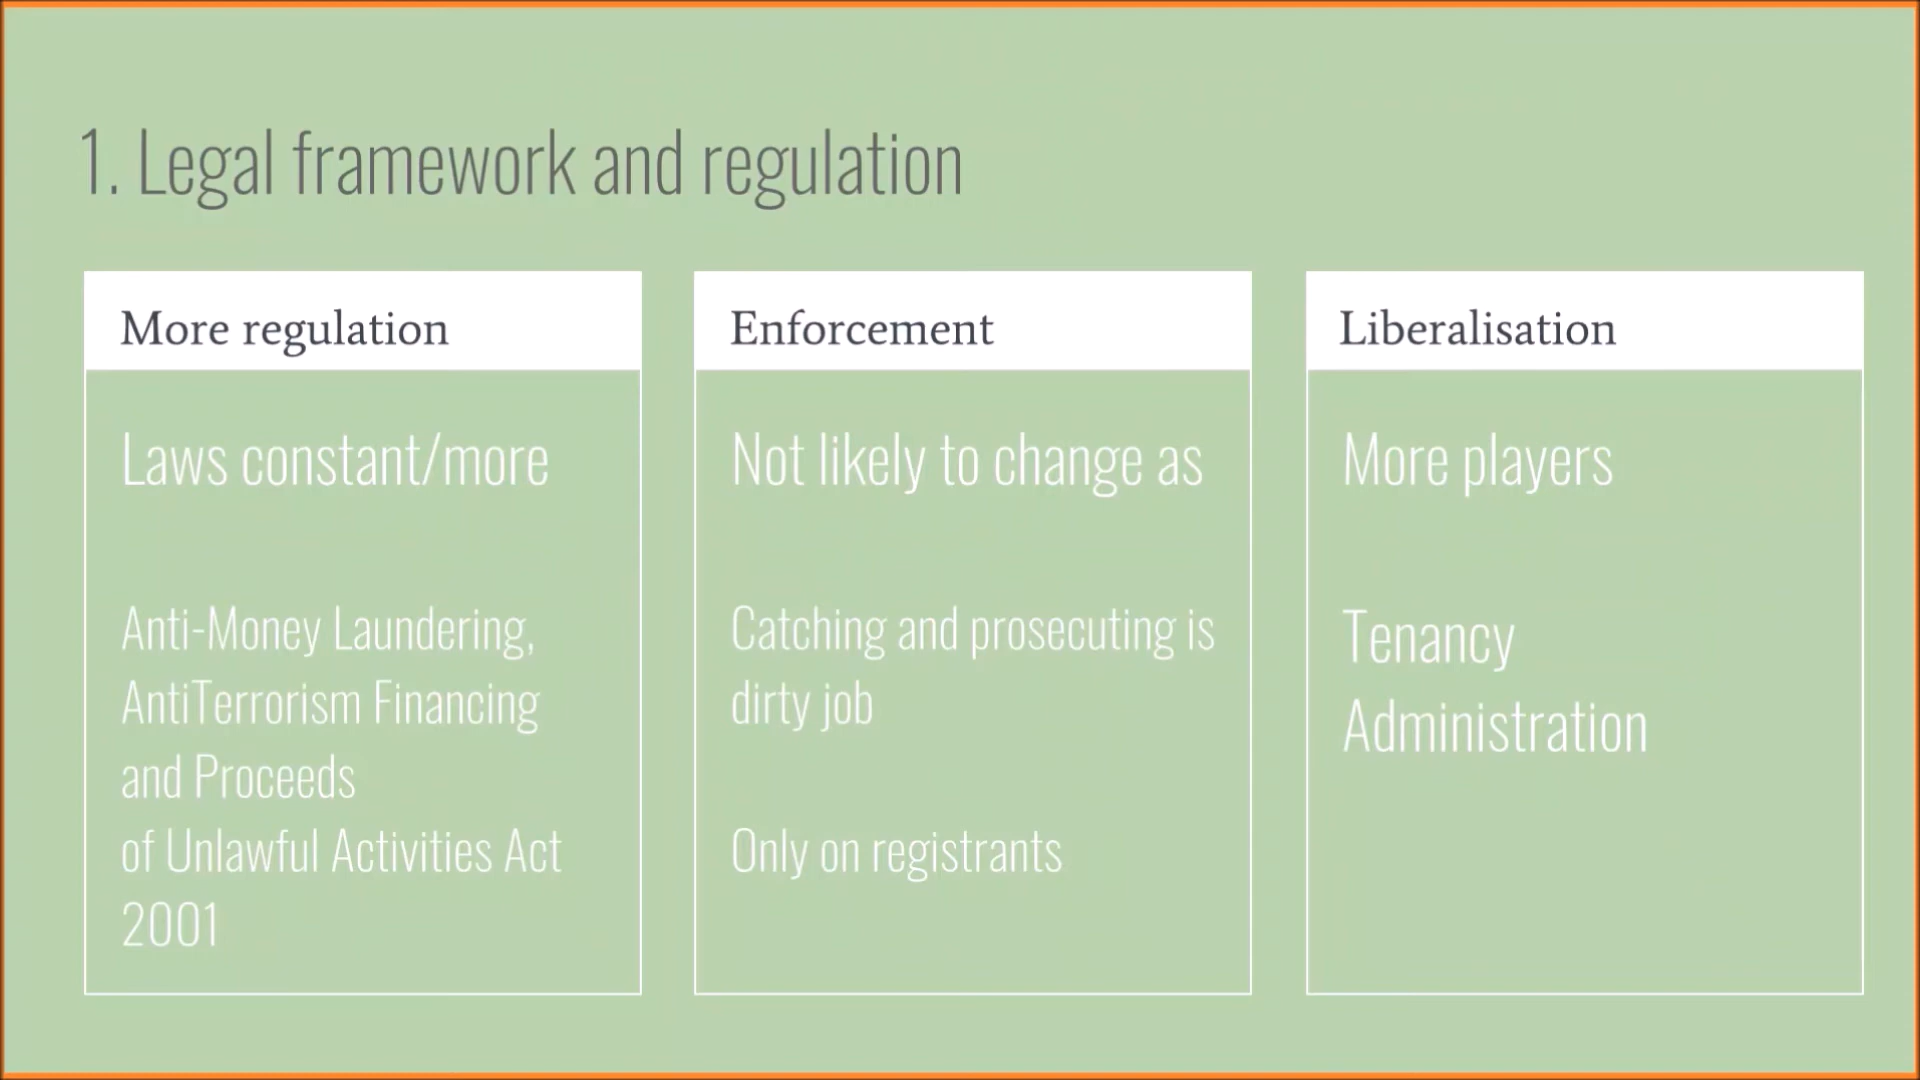 1. Legal framework and regulation
More regulation
Laws constant/more
Anti-Money Laundering,
AntiTerrorism Financing
and Proceeds
of Unlawful Activities Act
2001
Enforcement
Not likely to change as
Catching and prosecuting is
dirty job
Only on registrants
Liberalisation
More players
Tenancy
Administration